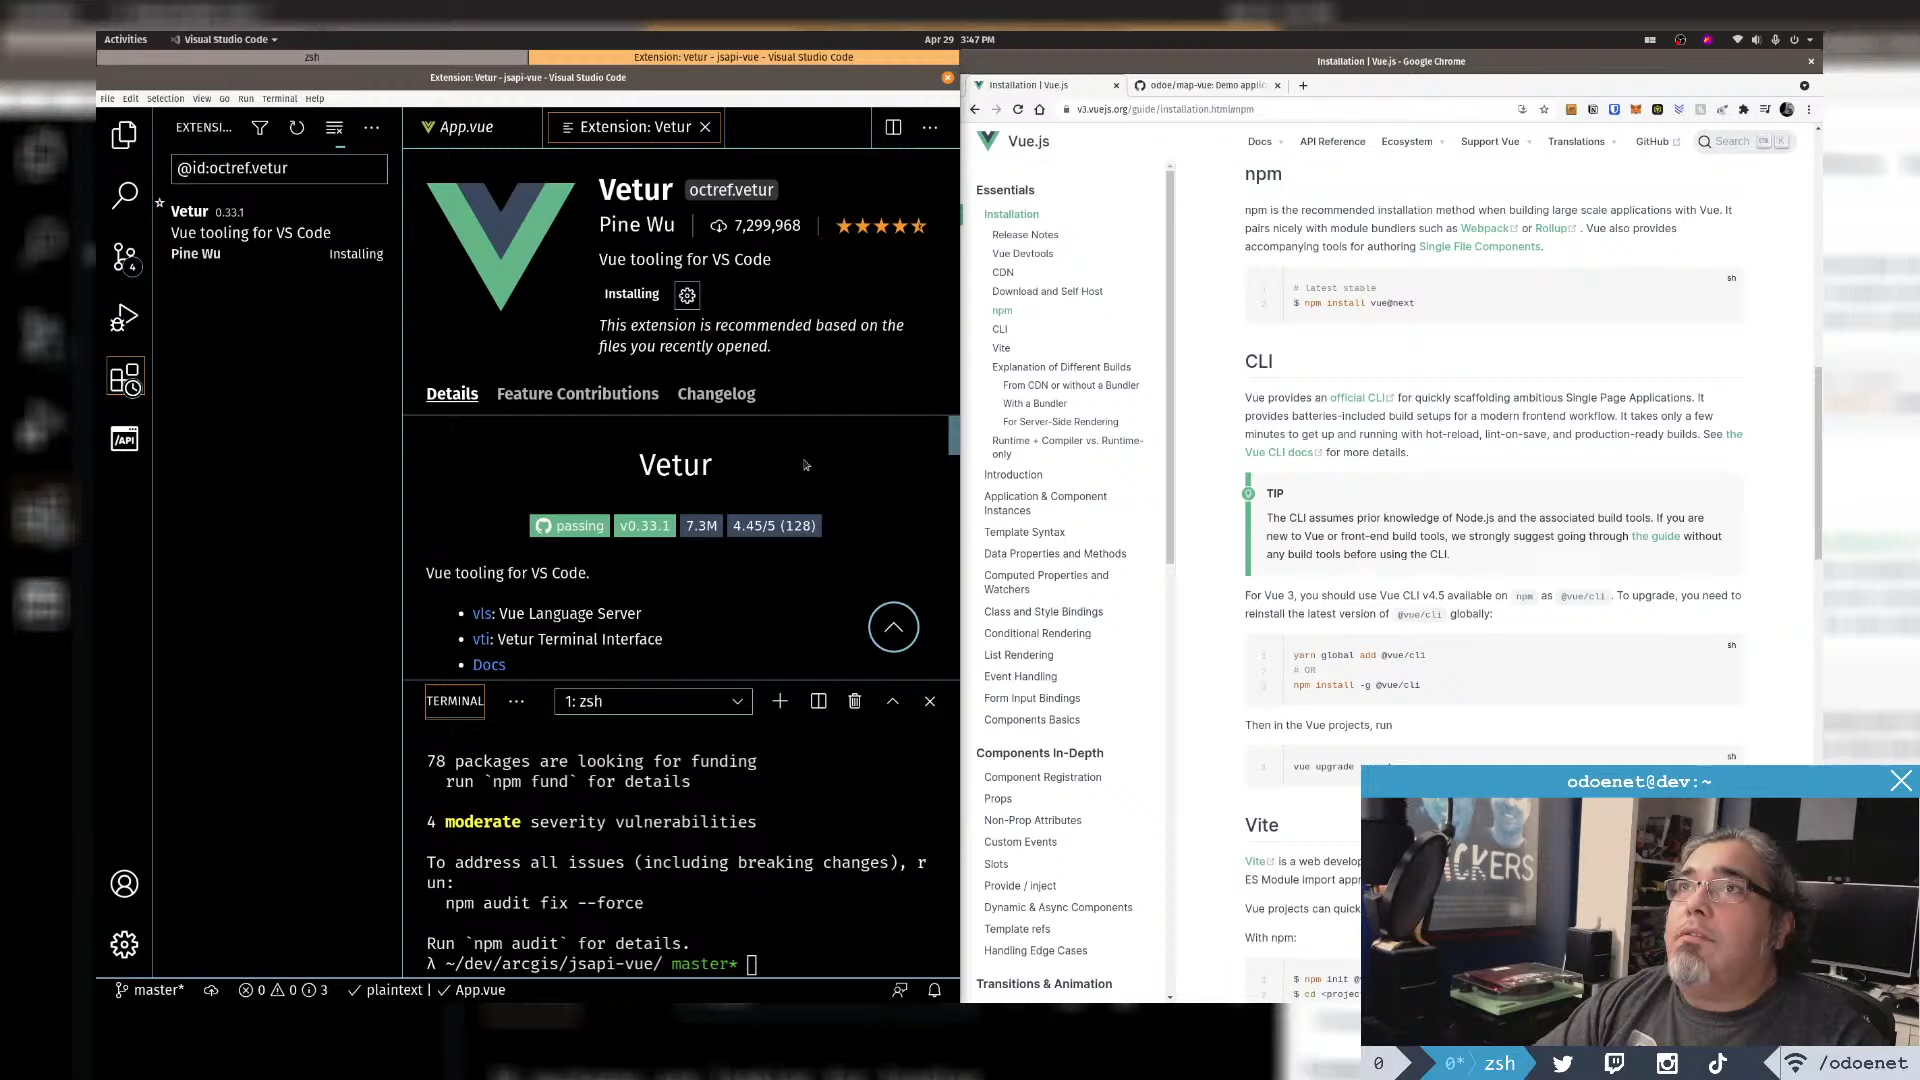 Activities
Visual Studio Code
Apr 29 3:47 PM
zsh
Extension: Vetur - jsapi-vue - Visual Studio Code
Extension: Vetur - jsapi-vue - Visual Studio Code
File Edit Selection View Go Run Terminal Help
EXTENSI...
@id:octref.vetur
Vetur 0.33.1
Vue tooling for VS Code
Pine Wu
Installing
4
/API
App.vue
Extension: Vetur
Vetur octref.vetur
Pine Wu
7,299,968
Vue tooling for VS Code
Installing
This extension is recommended based on the
files you recently opened.
Details Feature Contributions Changelog
Vetur
passing v0.33.1 7.3M 4.45/5 (128)
Vue tooling for VS Code.
• vls: Vue Language Server
• vti: Vetur Terminal Interface
• Docs
TERMINAL
1: zsh
78 packages are looking for funding
run `npm fund` for details
4 moderate severity vulnerabilities
To address all issues (including breaking changes), r
un:
npm audit fix --force
Run `npm audit` for details.
λ ~/dev/arcgis/jsapi-vue/ master*
master* 0 0 3 ✓ plaintext | ✓ App.vue
Installation | Vue.js - Google Chrome
Installation | Vue.js
odoe/map-vue: Demo applic
v3.vuejs.org/guide/installation.html#npm
Vue.js
Docs API Reference Ecosystem Support Vue Translations GitHub
Search
K
Essentials
Installation
Release Notes
Vue Devtools
CDN
Download and Self Host
npm
CLI
Vite
Explanation of Different Builds
From CDN or without a Bundler
With a Bundler
For Server-Side Rendering
Runtime + Compiler vs. Runtime-
only
Introduction
Application & Component
Instances
Template Syntax
Data Properties and Methods
Computed Properties and
Watchers
Class and Style Bindings
Conditional Rendering
List Rendering
Event Handling
Form Input Bindings
Components Basics
Components In-Depth
Component Registration
Props
Non-Prop Attributes
Custom Events
Slots
Provide / inject
Dynamic & Async Components
Template refs
Handling Edge Cases
Transitions & Animation
npm
npm is the recommended installation method when building large scale applications with Vue. It
pairs nicely with module bundlers such as Webpack or Rollup . Vue also provides
accompanying tools for authoring Single File Components.
sh
1 # latest stable
2 $ npm install vue@next
CLI
Vue provides an official CLI for quickly scaffolding ambitious Single Page Applications. It
provides batteries-included build setups for a modern frontend workflow. It takes only a few
minutes to get up and running with hot-reload, lint-on-save, and production-ready builds. See the
Vue CLI docs for more details.
TIP
The CLI assumes prior knowledge of Node.js and the associated build tools. If you are
new to Vue or front-end build tools, we strongly suggest going through the guide without
any build tools before using the CLI.
For Vue 3, you should use Vue CLI v4.5 available on npm as @vue/cli . To upgrade, you need to
reinstall the latest version of @vue/cli globally:
sh
1 yarn global add @vue/cli
2 # OR
3 npm install -g @vue/cli
Then in the Vue projects, run
sh
vue upgrade
Vite
Vite is a web develop
ES Module import appr
Vue projects can quick
With npm:
$ npm init @
$ cd <projec
odoenet@dev:~
HACKERS
0 0* zsh
/odoenet